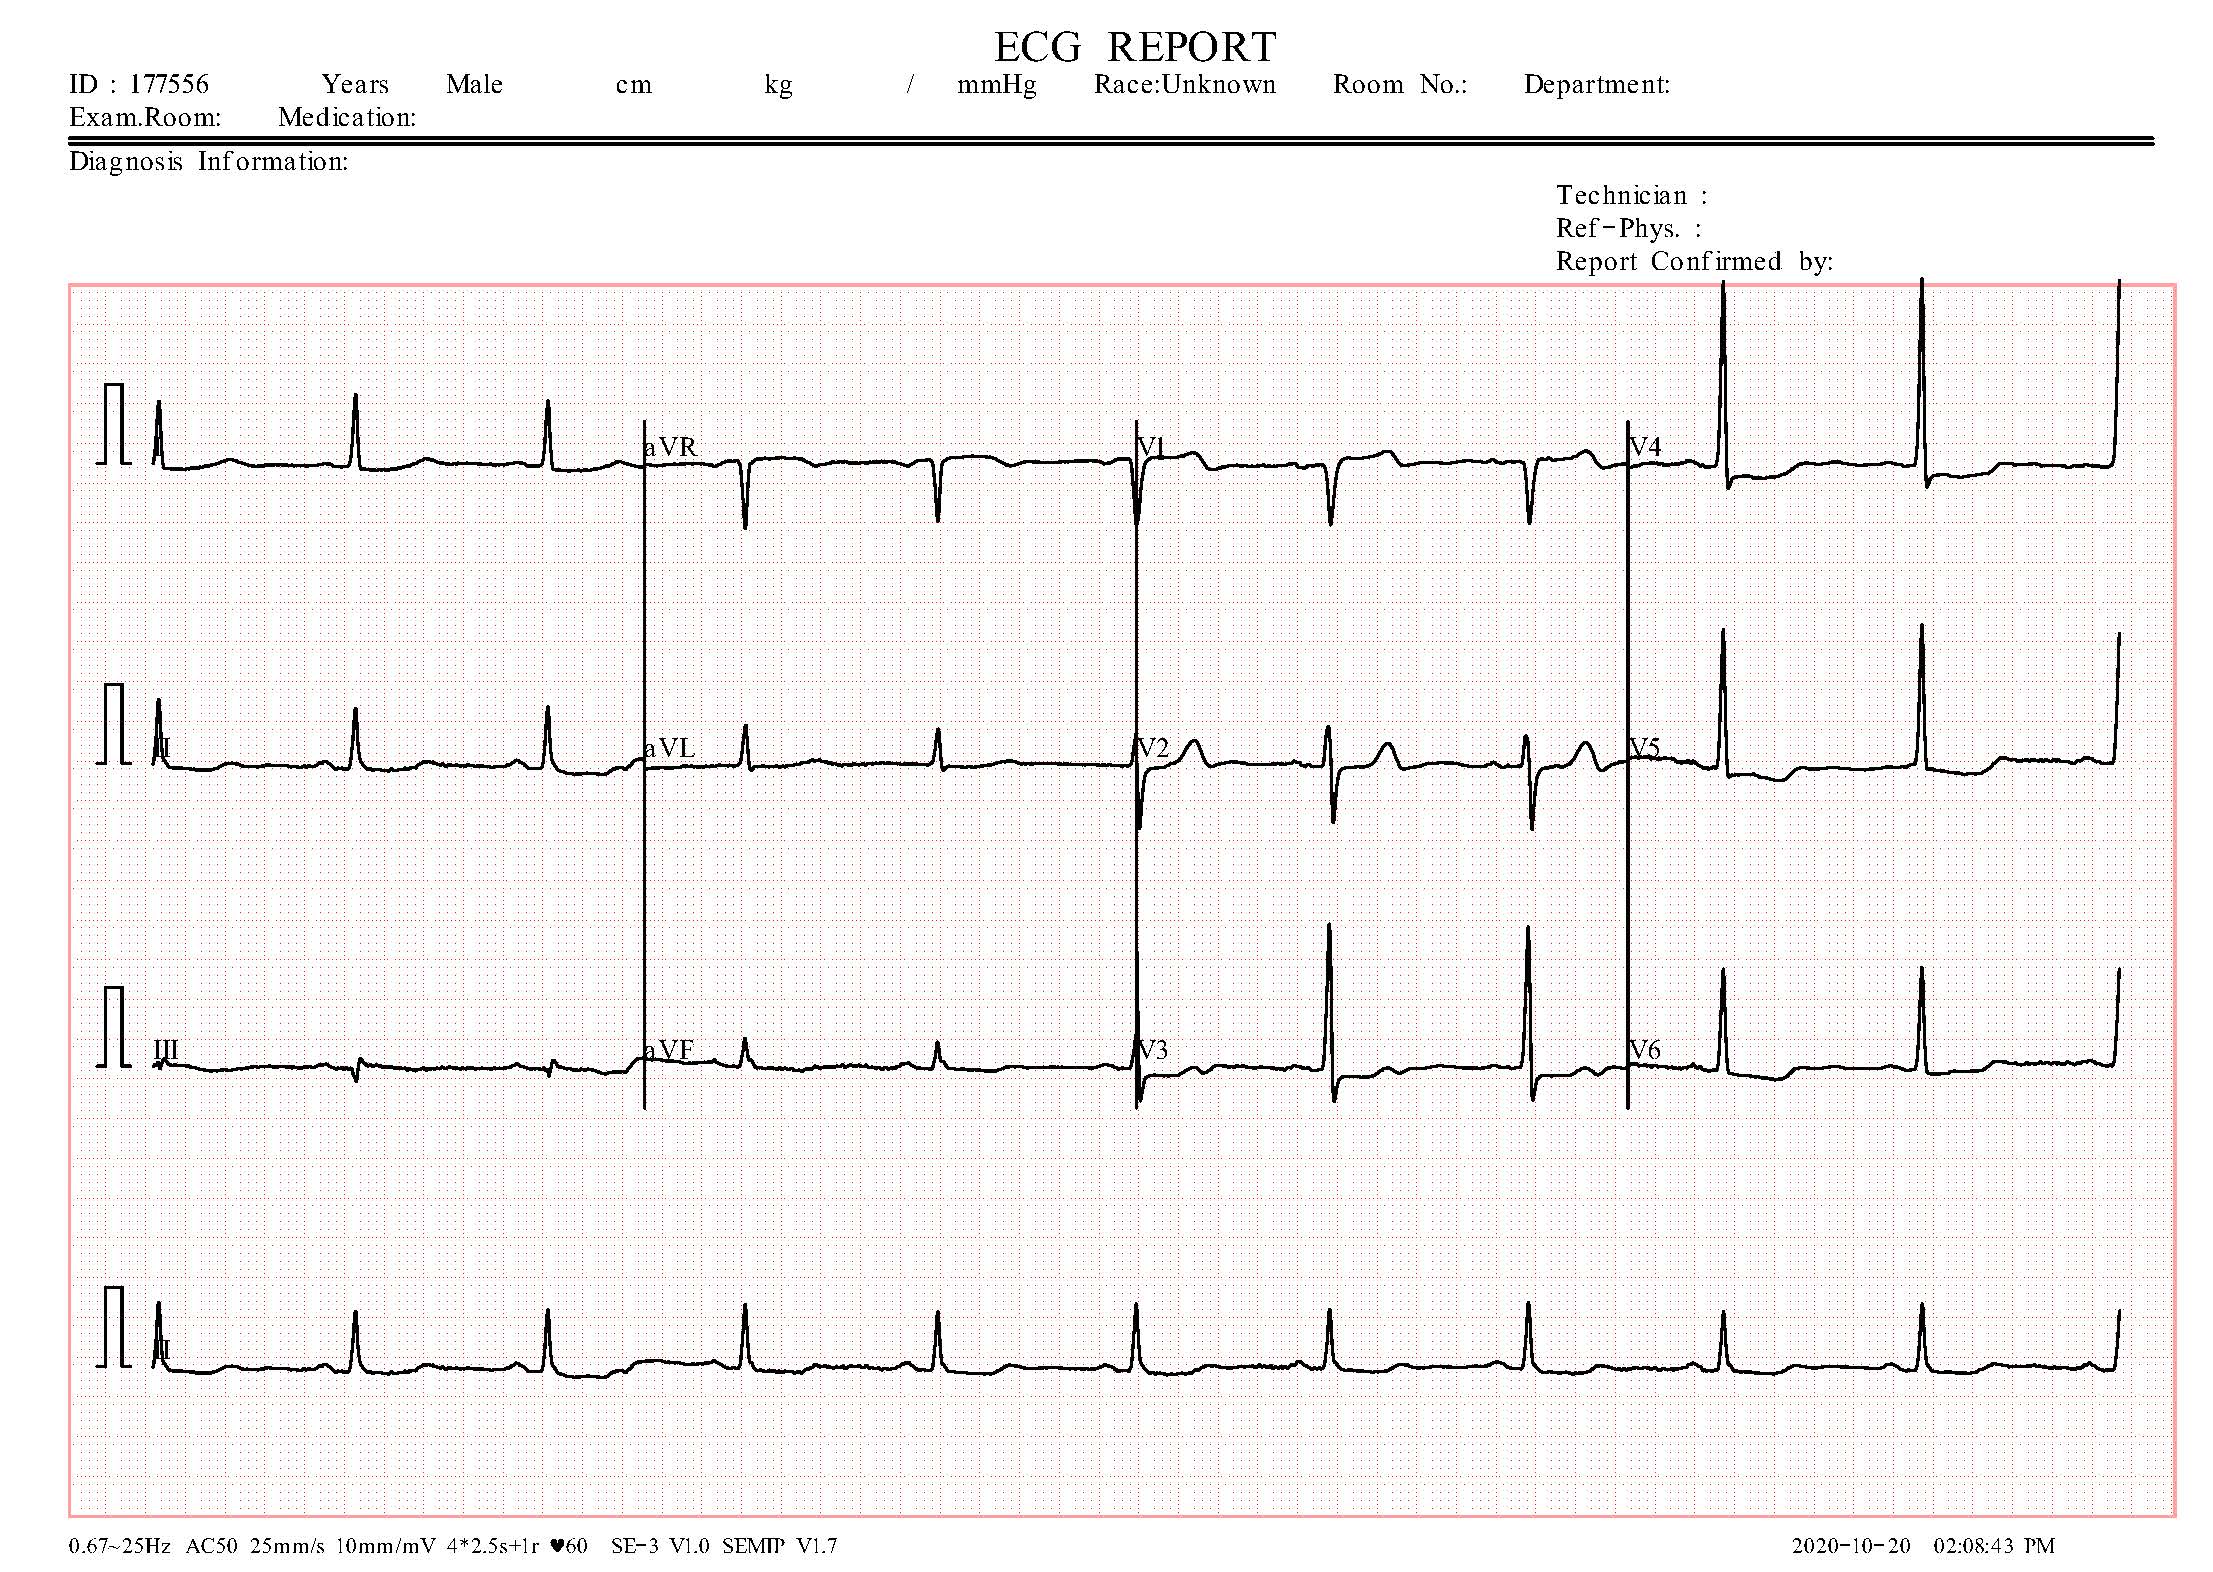 ECG REPORT
ID : 177556 Years Male cm kg / mmHg Race:Unknown Room No.: Department:
Exam.Room: Medication:
Diagnosis Information:
Technician :
Ref-Phys. :
Report Confirmed by:
I aVR V1 V4
II aVL V2 V5
III aVF V3 V6
II
0.67~25Hz AC50 25mm/s 10mm/mV 4*2.5s+1r ♥60 SE-3 V1.0 SEMIP V1.7 2020-10-20 02:08:43 PM